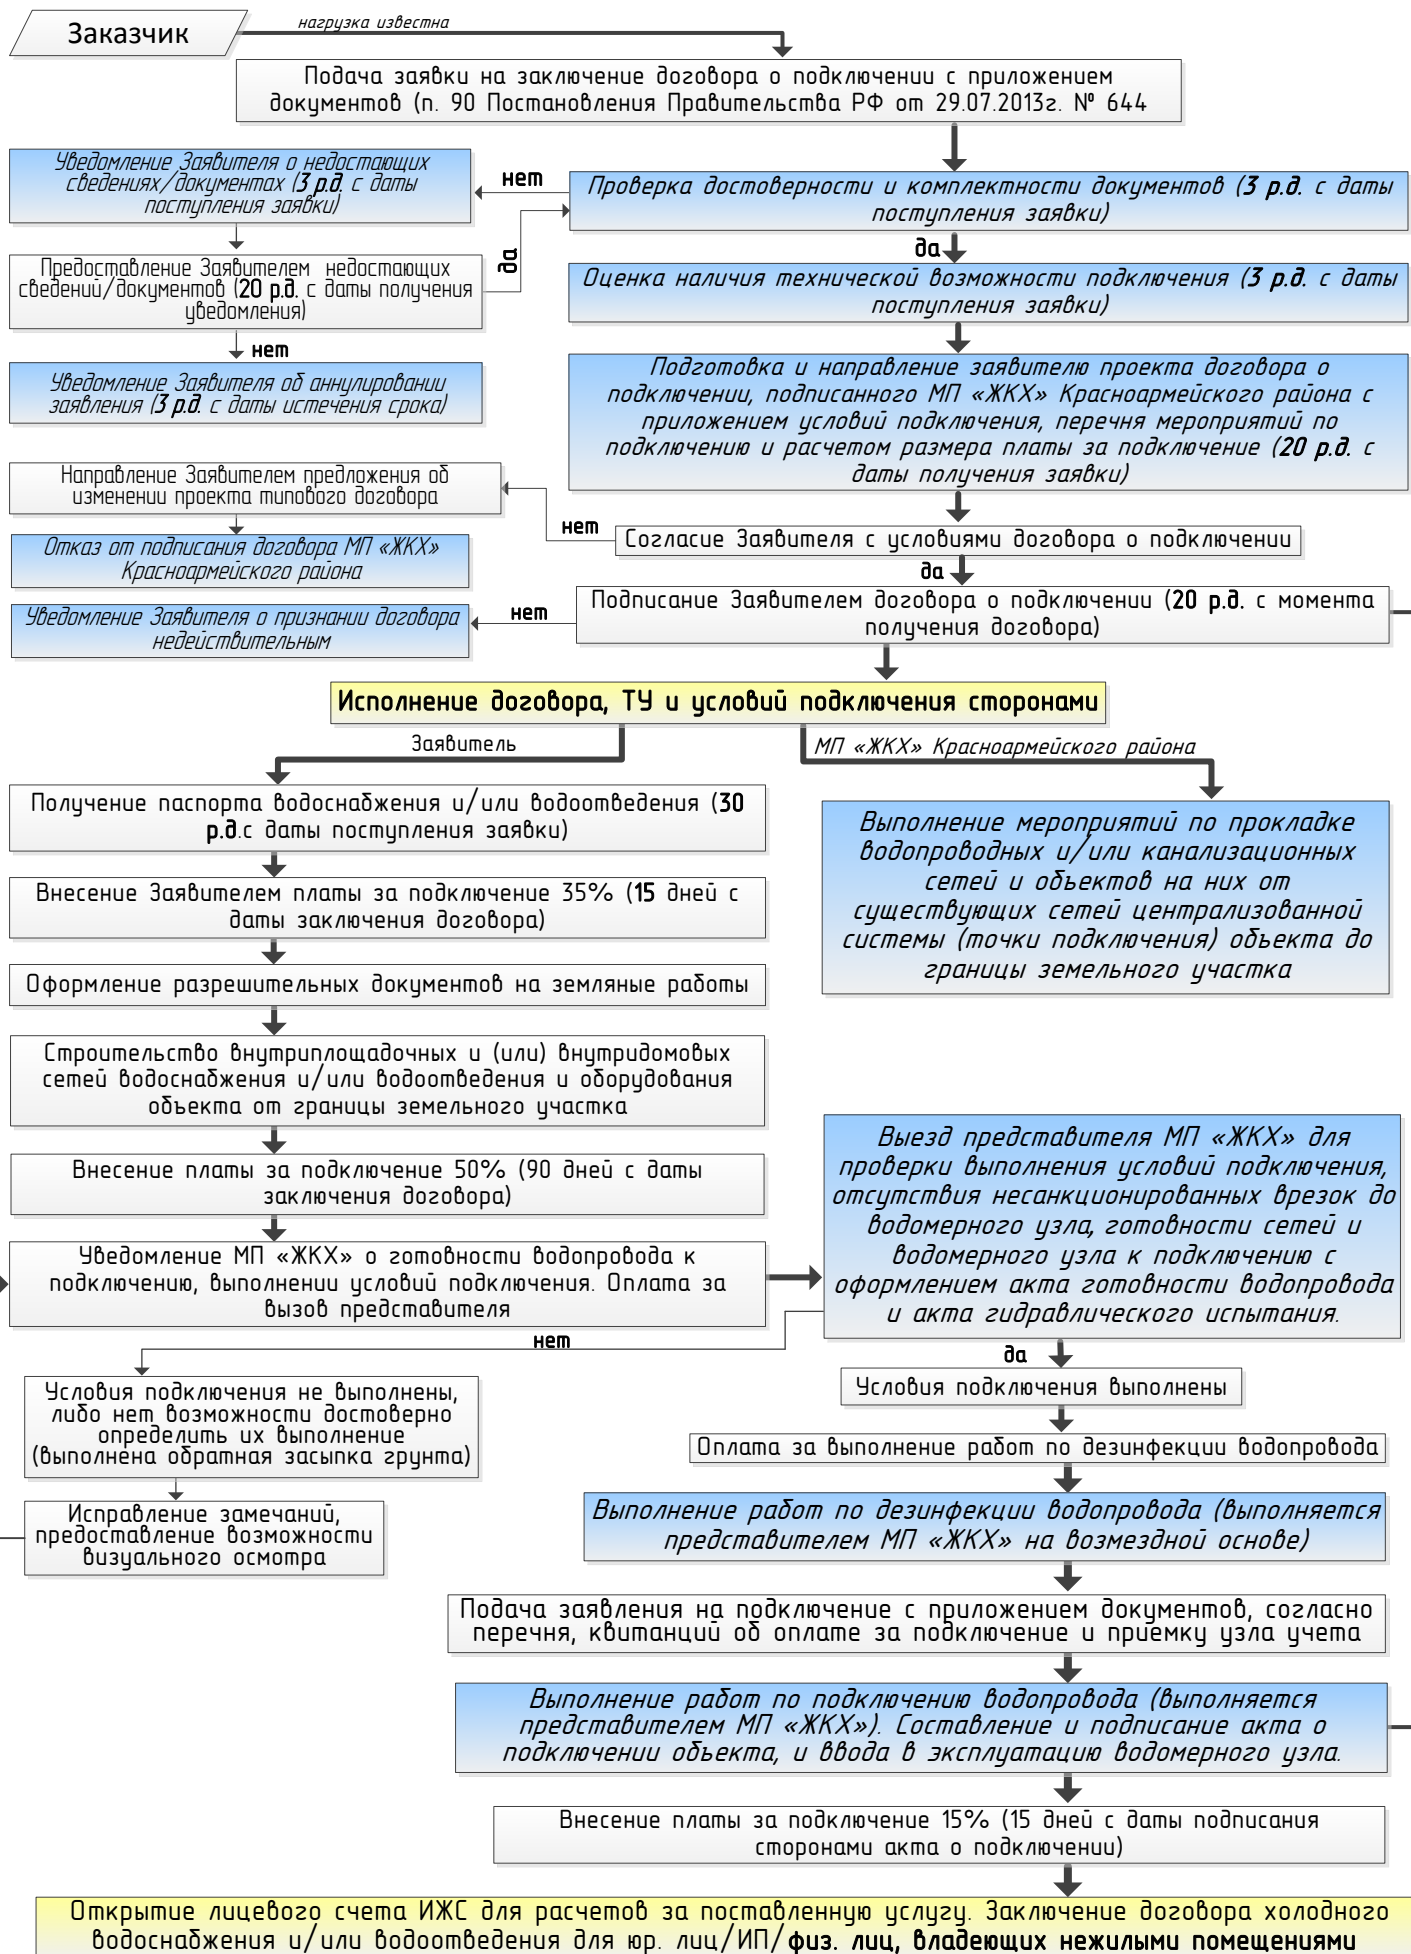 Заказчик
нагрузка известна
Подача заявки на заключение договора о подключении с приложением
документов (п. 90 Постановления Правительства РФ от 29.07.2013г. № 644
Уведомление Заявителя о недостающих
сведениях/документах (3 р.д. с даты
поступления заявки)
нет
Проверка достоверности и комплектности документов (3 р.д. с даты
поступления заявки)
да
да
Предоставление Заявителем недостающих
сведений/документов (20 р.д. с даты получения
уведомления)
Оценка наличия технической возможности подключения (3 р.д. с даты
поступления заявки)
нет
Уведомление Заявителя об аннулировании
заявления (3 р.д. с даты истечения срока)
Подготовка и направление заявителю проекта договора о
подключении, подписанного МП «ЖКХ» Красноармейского района с
приложением условий подключения, перечня мероприятий по
подключению и расчетом размера платы за подключение (20 р.д. с
даты получения заявки)
Направление Заявителем предложения об
изменении проекта типового договора
нет
Согласие Заявителя с условиями договора о подключении
Отказ от подписания договора МП «ЖКХ»
Красноармейского района
да
Уведомление Заявителя о признании договора
недействительным
нет
Подписание Заявителем договора о подключении (20 р.д. с момента
получения договора)
Исполнение договора, ТУ и условий подключения сторонами
Заявитель
МП «ЖКХ» Красноармейского района
Получение паспорта водоснабжения и/или водоотведения (30
р.д.с даты поступления заявки)
Выполнение мероприятий по прокладке
водопроводных и/или канализационных
сетей и объектов на них от
существующих сетей централизованной
системы (точки подключения) объекта до
границы земельного участка
Внесение Заявителем платы за подключение 35% (15 дней с
даты заключения договора)
Оформление разрешительных документов на земляные работы
Строительство внутриплощадочных и (или) внутридомовых
сетей водоснабжения и/или водоотведения и оборудования
объекта от границы земельного участка
Внесение платы за подключение 50% (90 дней с даты
заключения договора)
Уведомление МП «ЖКХ» о готовности водопровода к
подключению, выполнении условий подключения. Оплата за
вызов представителя
Выезд представителя МП «ЖКХ» для
проверки выполнения условий подключения,
отсутствия несанкционированных врезок до
водомерного узла, готовности сетей и
водомерного узла к подключению с
оформлением акта готовности водопровода
и акта гидравлического испытания.
нет
да
Условия подключения не выполнены,
либо нет возможности достоверно
определить их выполнение
(выполнена обратная засыпка грунта)
Условия подключения выполнены
Оплата за выполнение работ по дезинфекции водопровода
Исправление замечаний,
предоставление возможности
визуального осмотра
Выполнение работ по дезинфекции водопровода (выполняется
представителем МП «ЖКХ» на возмездной основе)
Подача заявления на подключение с приложением документов, согласно
перечня, квитанций об оплате за подключение и приемку узла учета
Выполнение работ по подключению водопровода (выполняется
представителем МП «ЖКХ»). Составление и подписание акта о
подключении объекта, и ввода в эксплуатацию водомерного узла.
Внесение платы за подключение 15% (15 дней с даты подписания
сторонами акта о подключении)
Открытие лицевого счета ИЖС для расчетов за поставленную услугу. Заключение договора холодного
водоснабжения и/или водоотведения для юр. лиц/ИП/физ. лиц, владеющих нежилыми помещениями